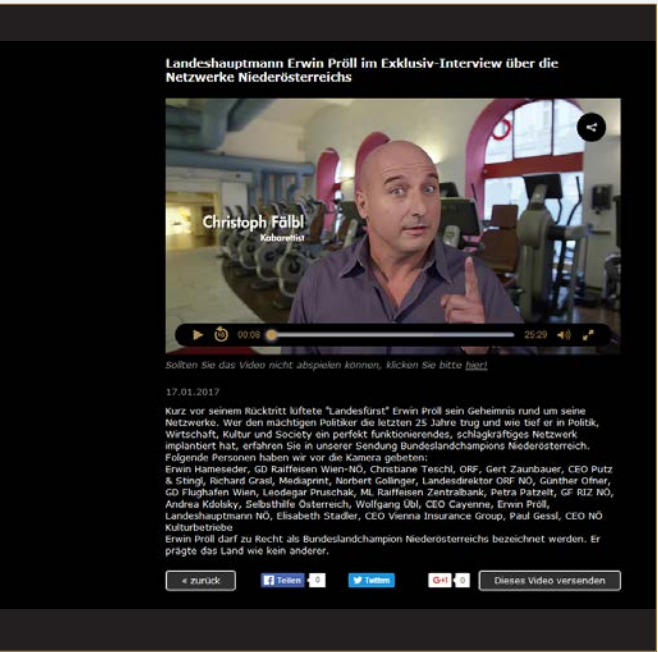 Landeshauptmann Erwin Pröll im Exklusiv-Interview über die
Netzwerke Niederösterreichs
Christoph Fälbl
Kabarettist
10
00:08
25:29
Sollten Sie das Video nicht abspielen können, klicken Sie bitte hier!
17.01.2017
Kurz vor seinem Rücktritt lüftete "Landesfürst" Erwin Pröll sein Geheimnis rund um seine
Netzwerke. Wer den mächtigen Politiker die letzten 25 Jahre trug und wie tief er in Politik,
Wirtschaft, Kultur und Society ein perfekt funktionierendes, schlagkräftiges Netzwerk
implantiert hat, erfahren Sie in unserer Sendung Bundeslandchampions Niederösterreich.
Folgende Personen haben wir vor die Kamera gebeten:
Erwin Hameseder, GD Raiffeisen Wien-NÖ, Christiane Teschl, ORF, Gert Zaunbauer, CEO Putz
& Stingl, Richard Grasl, Mediaprint, Norbert Gollinger, Landesdirektor ORF NÖ, Günther Ofner,
GD Flughafen Wien, Leodegar Pruschak, ML Raiffeisen Zentralbank, Petra Patzelt, GF RIZ NÖ,
Andrea Kdolsky, Selbsthilfe Österreich, Wolfgang Übl, CEO Cayenne, Erwin Pröll,
Landeshauptmann NÖ, Elisabeth Stadler, CEO Vienna Insurance Group, Paul Gessl, CEO NÖ
Kulturbetriebe
Erwin Pröll darf zu Recht als Bundeslandchampion Niederösterreichs bezeichnet werden. Er
prägte das Land wie kein anderer.
« zurück
Teilen 0
Twittern
G+1 0
Dieses Video versenden